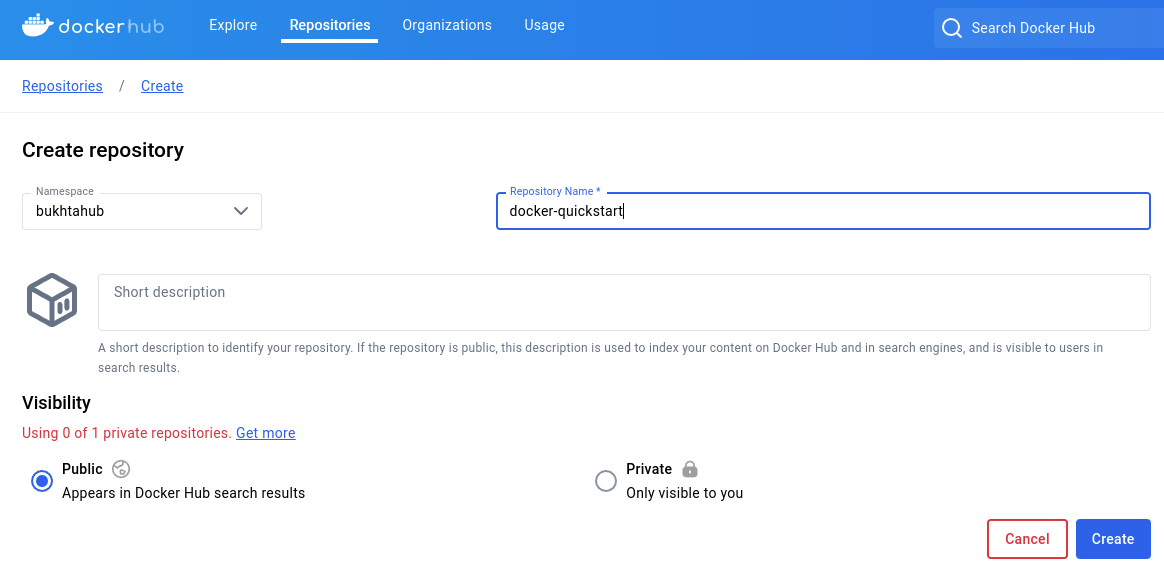 dockerhub
Explore
Repositories
Organizations
Usage
Search Docker Hub
Repositories / Create
Create repository
Namespace
bukhtahub
Repository Name *
docker-quickstart
Short description
A short description to identify your repository. If the repository is public, this description is used to index your content on Docker Hub and in search engines, and is visible to users in
search results.
Visibility
Using 0 of 1 private repositories. Get more
Public
Appears in Docker Hub search results
Private
Only visible to you
Cancel
Create